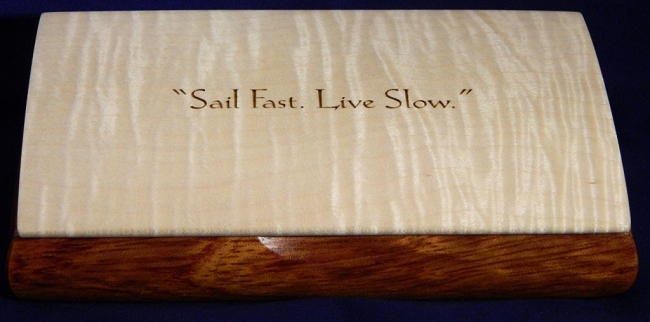 “Sail Fast. Live Slow.”